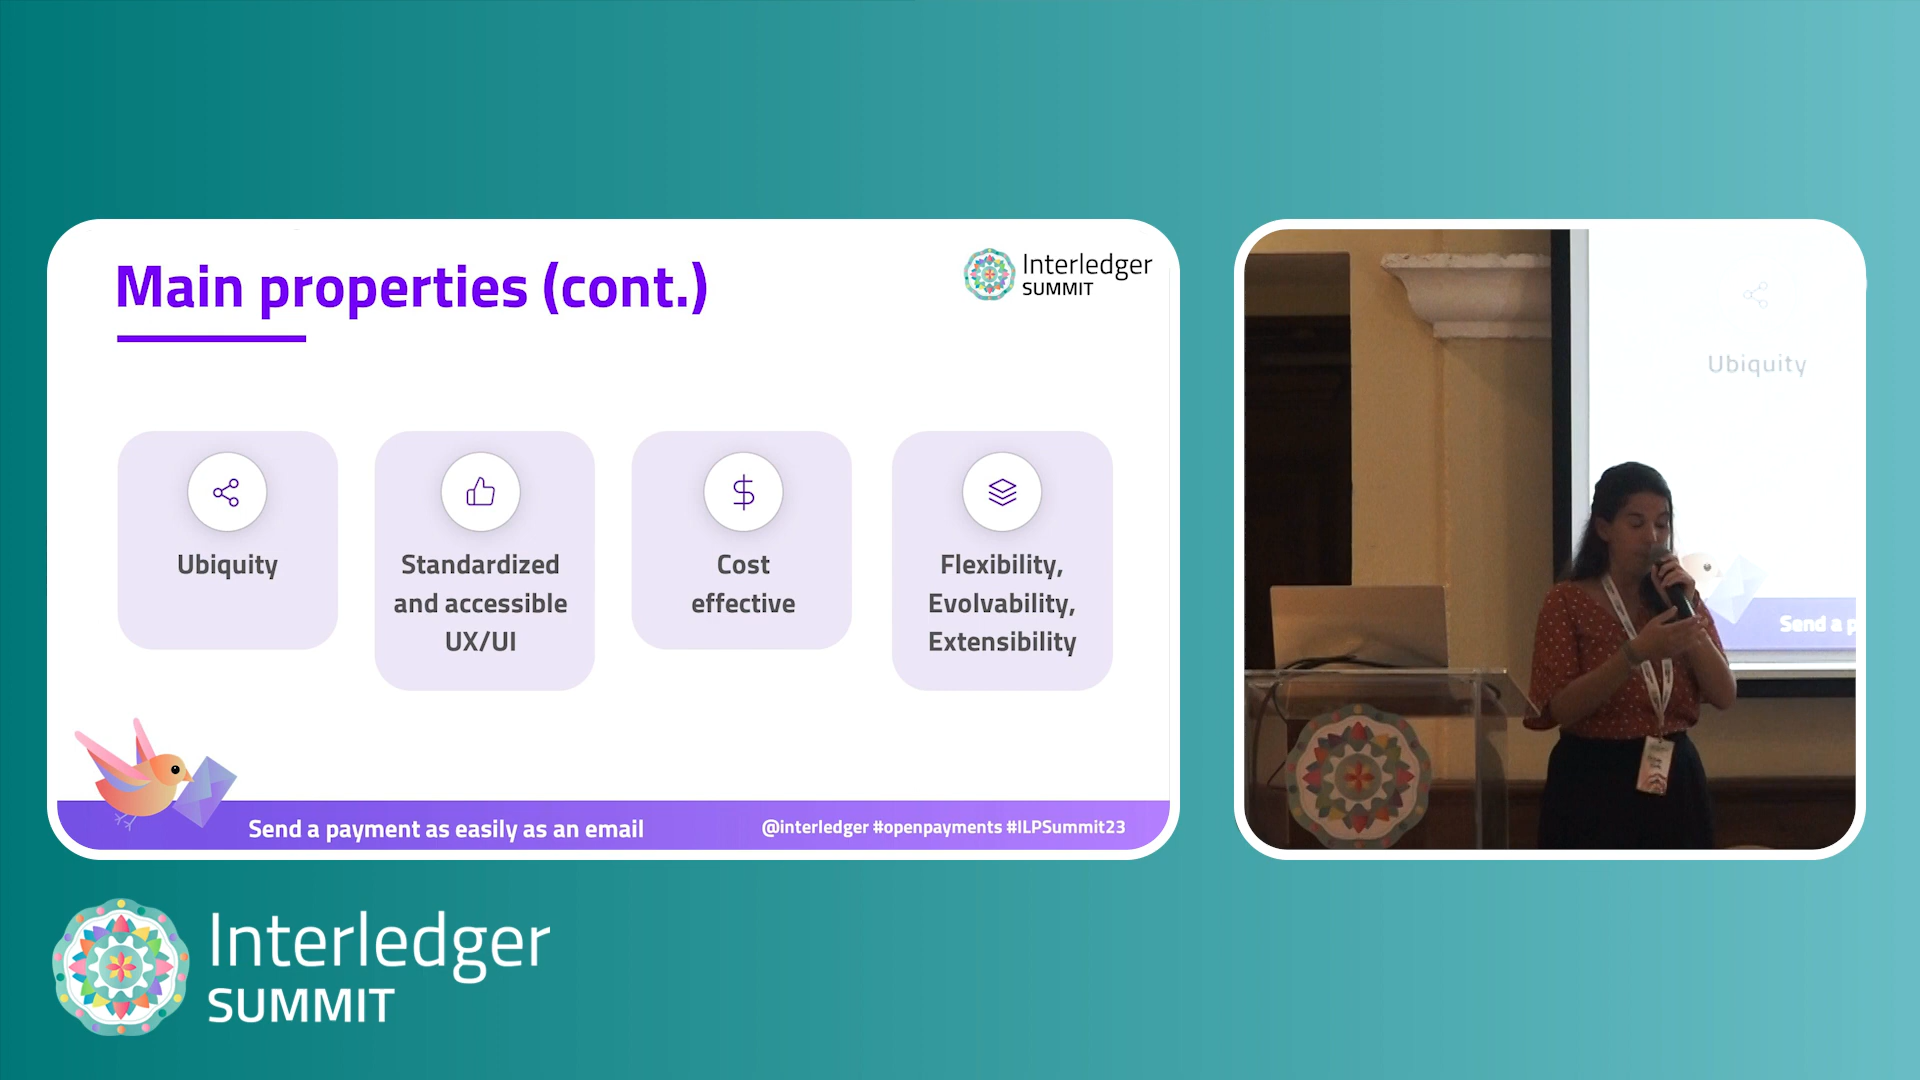 Main properties (cont.)
Interledger
SUMMIT
Ubiquity
Standardized
and accessible
UX/UI
Cost
effective
Flexibility,
Evolvability,
Extensibility
Send a payment as easily as an email
@interledger #openpayments #ILPSummit23
Ubiquity
Send a p
Interledger
SUMMIT